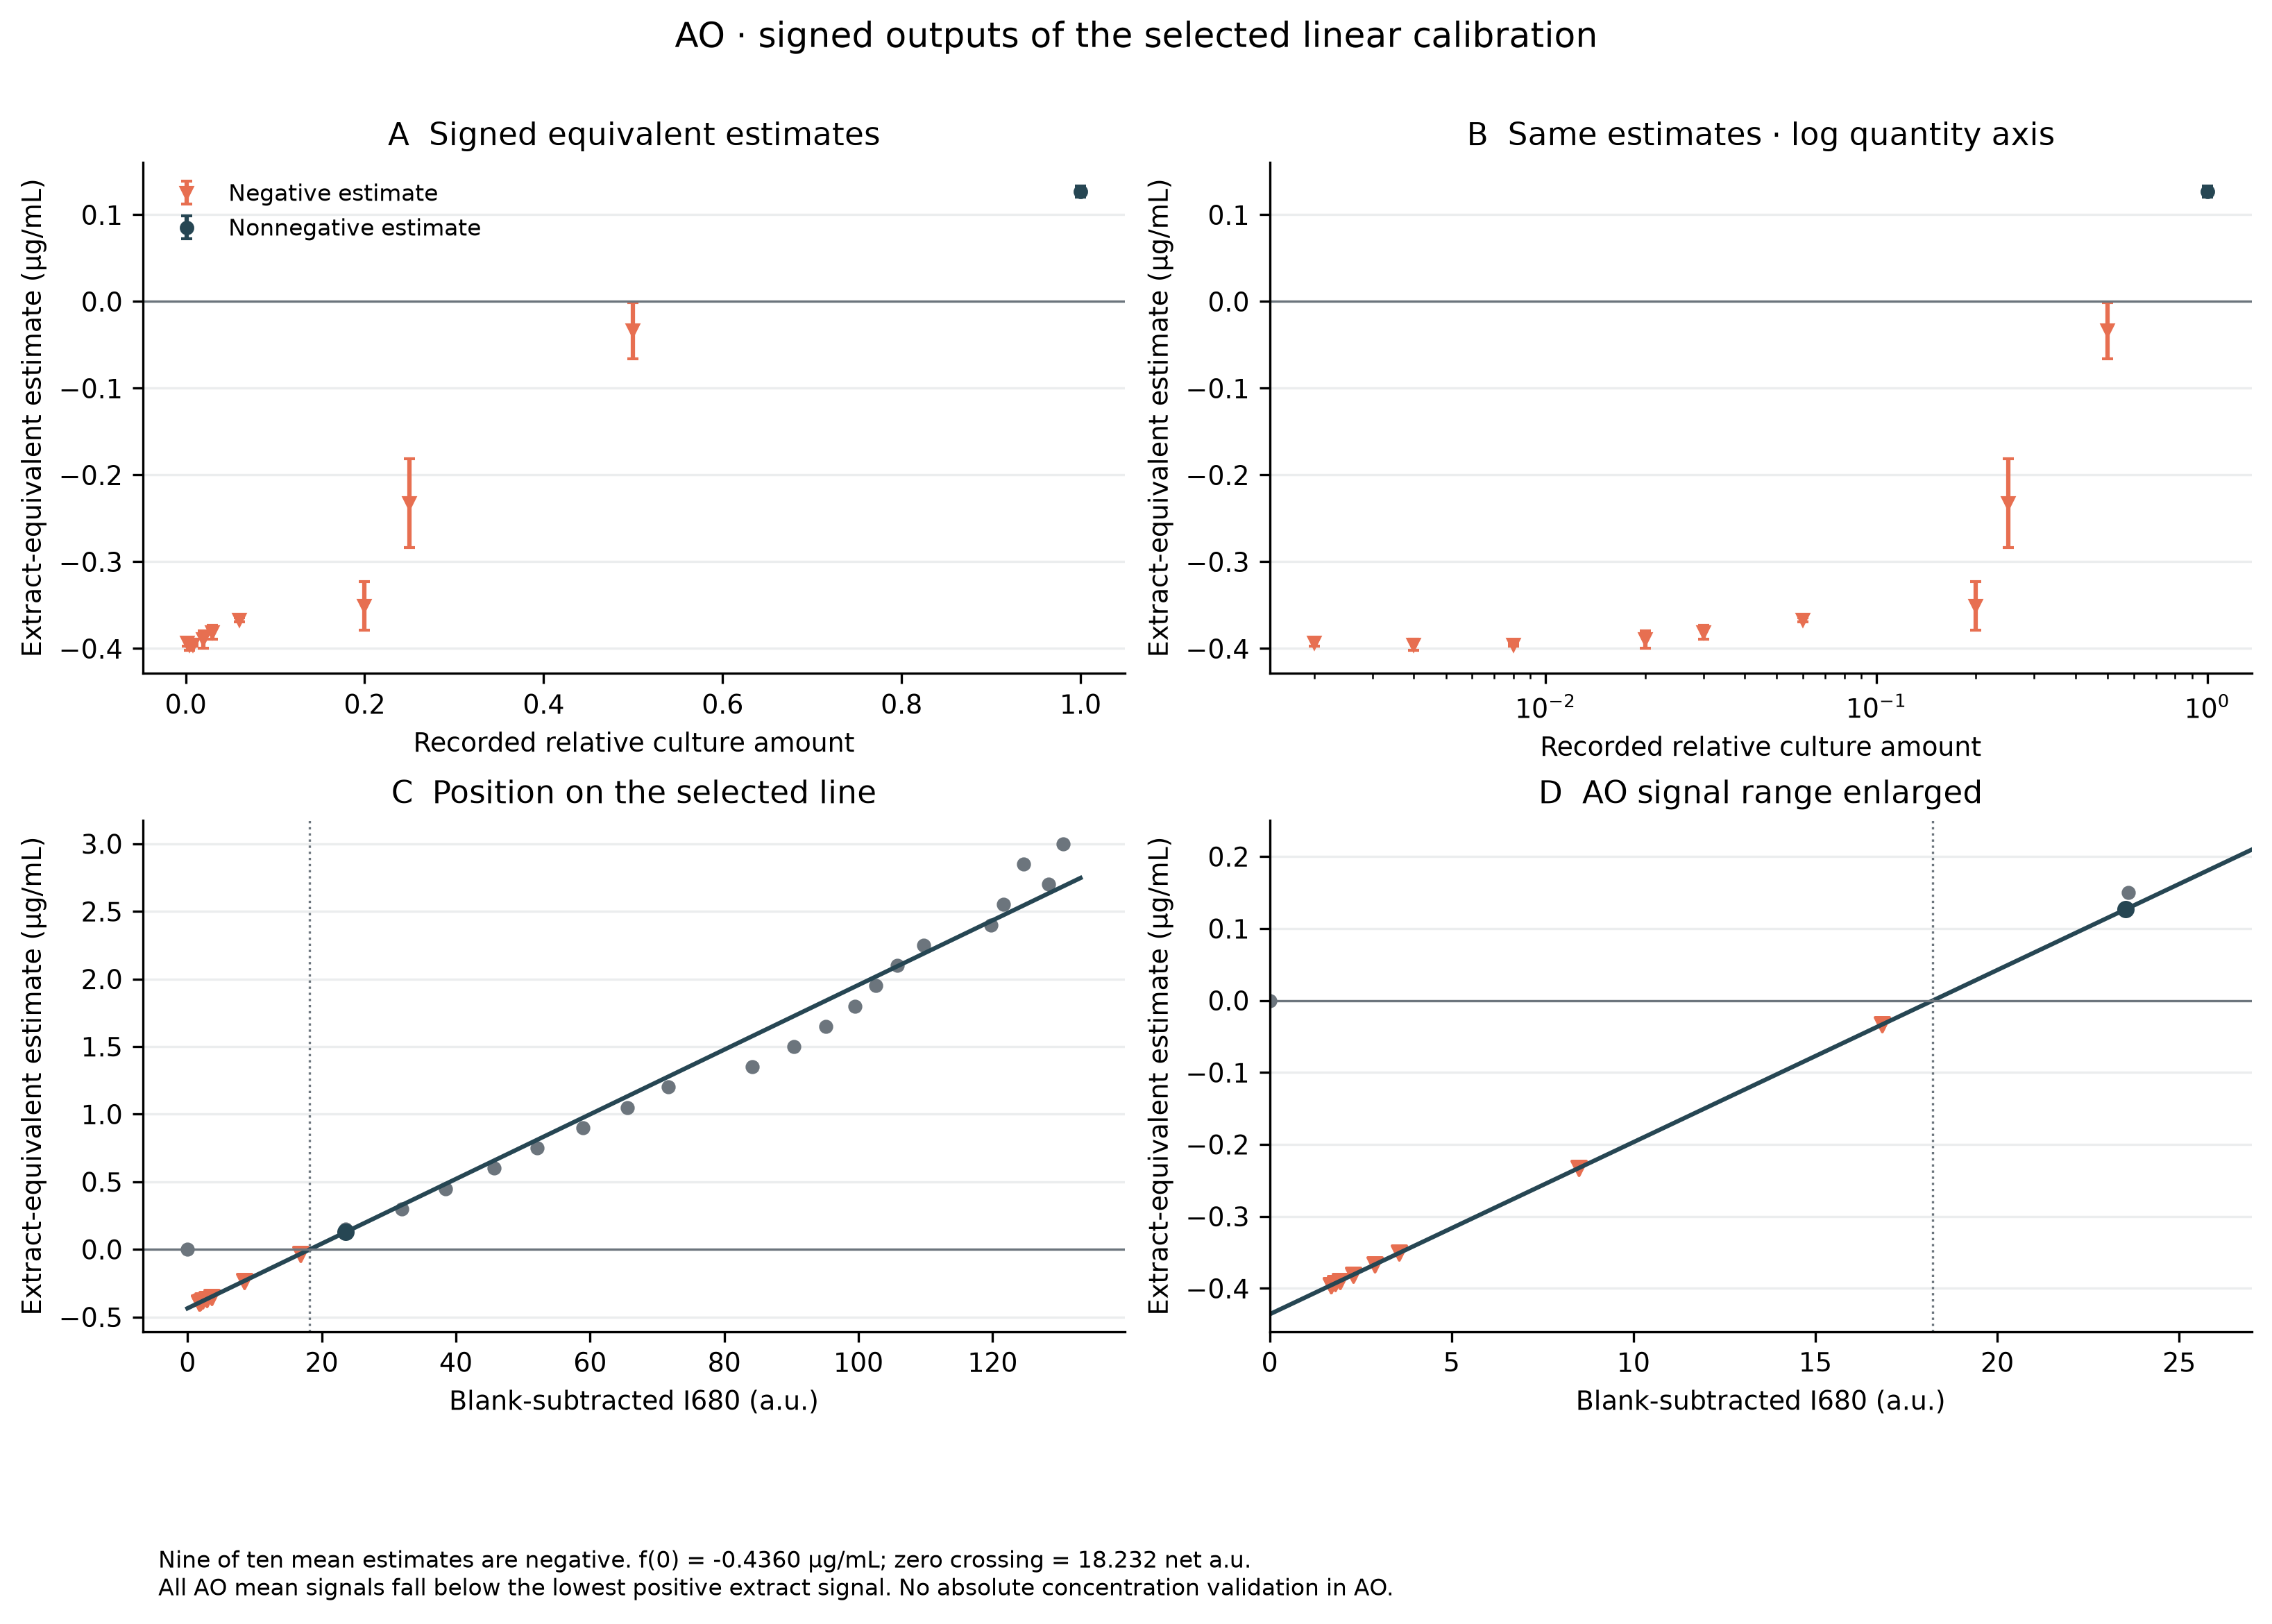 AO · signed outputs of the selected linear calibration
A Signed equivalent estimates
Extract-equivalent estimate (µg/mL)
0.1
0.0
−0.1
−0.2
−0.3
−0.4
Negative estimate
Nonnegative estimate
0.0 0.2 0.4 0.6 0.8 1.0
Recorded relative culture amount
B Same estimates · log quantity axis
Extract-equivalent estimate (µg/mL)
0.1
0.0
−0.1
−0.2
−0.3
−0.4
10⁻² 10⁻¹ 10⁰
Recorded relative culture amount
C Position on the selected line
Extract-equivalent estimate (µg/mL)
3.0
2.5
2.0
1.5
1.0
0.5
0.0
−0.5
0 20 40 60 80 100 120
Blank-subtracted I680 (a.u.)
D AO signal range enlarged
Extract-equivalent estimate (µg/mL)
0.2
0.1
0.0
−0.1
−0.2
−0.3
−0.4
0 5 10 15 20 25
Blank-subtracted I680 (a.u.)
Nine of ten mean estimates are negative. f(0) = -0.4360 µg/mL; zero crossing = 18.232 net a.u.
All AO mean signals fall below the lowest positive extract signal. No absolute concentration validation in AO.